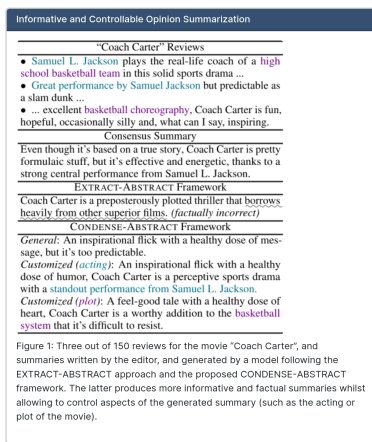 Informative and Controllable Opinion Summarization
"Coach Carter" Reviews
• Samuel L. Jackson plays the real-life coach of a high
school basketball team in this solid sports drama ...
• Great performance by Samuel Jackson but predictable as
a slam dunk ...
• ... excellent basketball choreography, Coach Carter is fun,
hopeful, occasionally silly and, what can I say, inspiring.
Consensus Summary
Even though it's based on a true story, Coach Carter is pretty
formulaic stuff, but it's effective and energetic, thanks to a
strong central performance from Samuel L. Jackson.
EXTRACT-ABSTRACT Framework
Coach Carter is a preposterously plotted thriller that borrows
heavily from other superior films. (factually incorrect)
CONDENSE-ABSTRACT Framework
General: An inspirational flick with a healthy dose of mes-
sage, but it's too predictable.
Customized (acting): An inspirational flick with a healthy
dose of humor, Coach Carter is a perceptive sports drama
with a standout performance from Samuel L. Jackson.
Customized (plot): A feel-good tale with a healthy dose of
heart, Coach Carter is a worthy addition to the basketball
system that it's difficult to resist.
Figure 1: Three out of 150 reviews for the movie "Coach Carter", and
summaries written by the editor, and generated by a model following the
EXTRACT-ABSTRACT approach and the proposed CONDENSE-ABSTRACT
framework. The latter produces more informative and factual summaries whilst
allowing to control aspects of the generated summary (such as the acting or
plot of the movie).